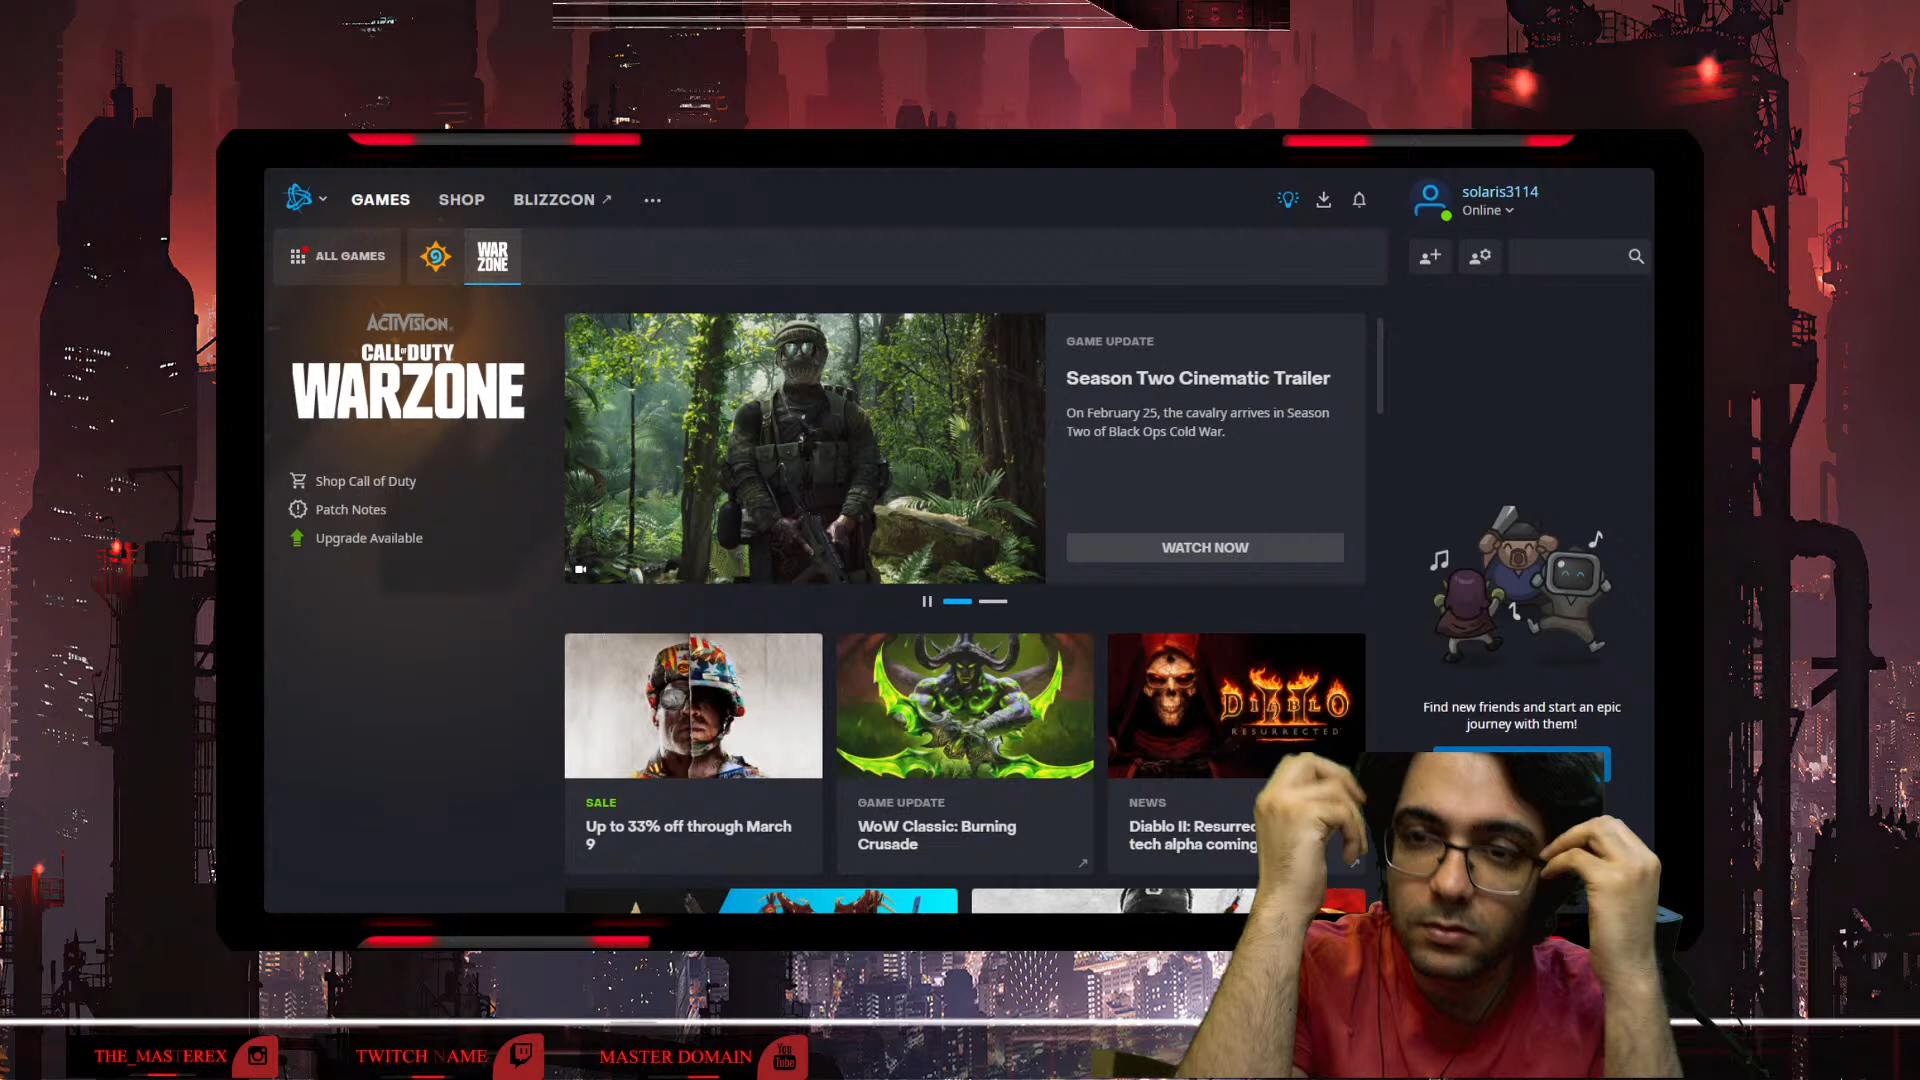 GAMES
SHOP
BLIZZCON
solaris3114
Online
ALL GAMES
WAR
ZONE
ACTIVISION
CALL OF DUTY
WARZONE
Shop Call of Duty
Patch Notes
Upgrade Available
GAME UPDATE
Season Two Cinematic Trailer
On February 25, the cavalry arrives in Season
Two of Black Ops Cold War.
WATCH NOW
Find new friends and start an epic
journey with them!
DIABLO II
RESURRECTED
SALE
Up to 33% off through March
9
GAME UPDATE
WoW Classic: Burning
Crusade
NEWS
Diablo II: Resurrec
tech alpha coming
THE_MASTEREX
TWITCH NAME
MASTER DOMAIN
You
Tube